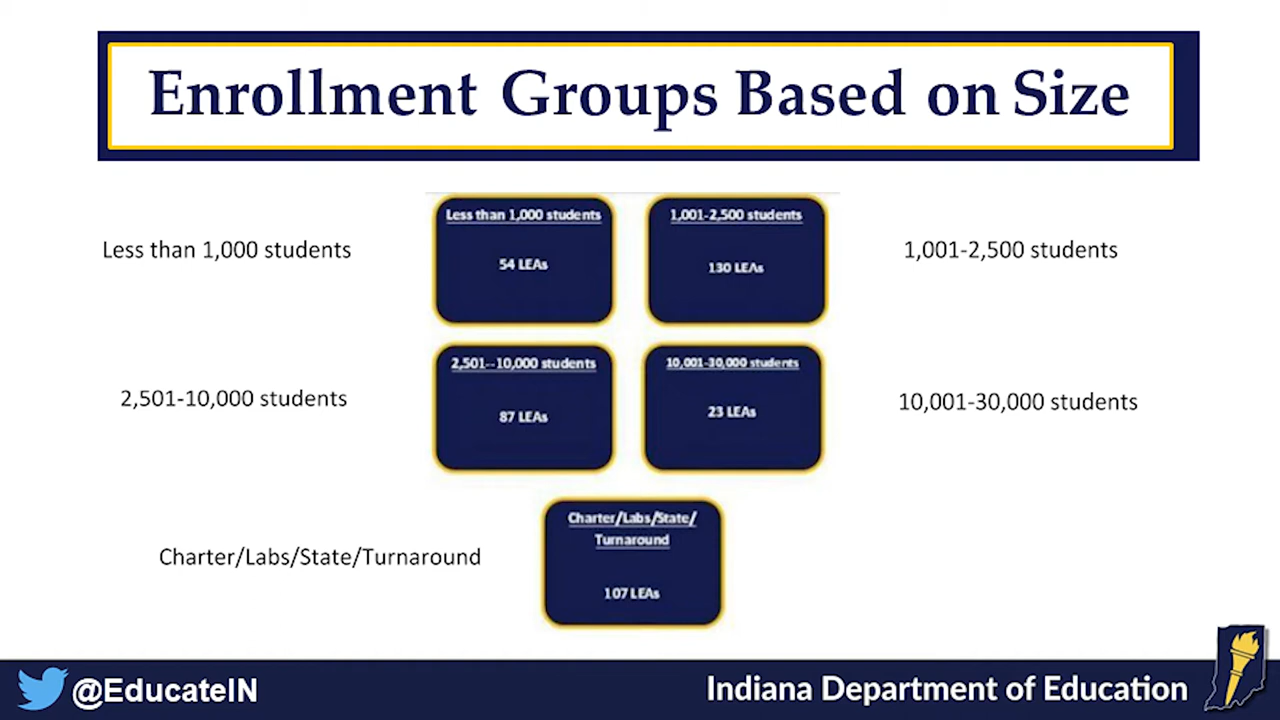 Enrollment Groups Based on Size
Less than 1,000 students
Less than 1,000 students
54 LEAs
1,001-2,500 students
130 LEAs
1,001-2,500 students
2,501-10,000 students
2,501--10,000 students
87 LEAs
10,001-30,000 students
23 LEAs
10,001-30,000 students
Charter/Labs/State/Turnaround
Charter/Labs/State/
Turnaround
107 LEAs
@EducateIN
Indiana Department of Education